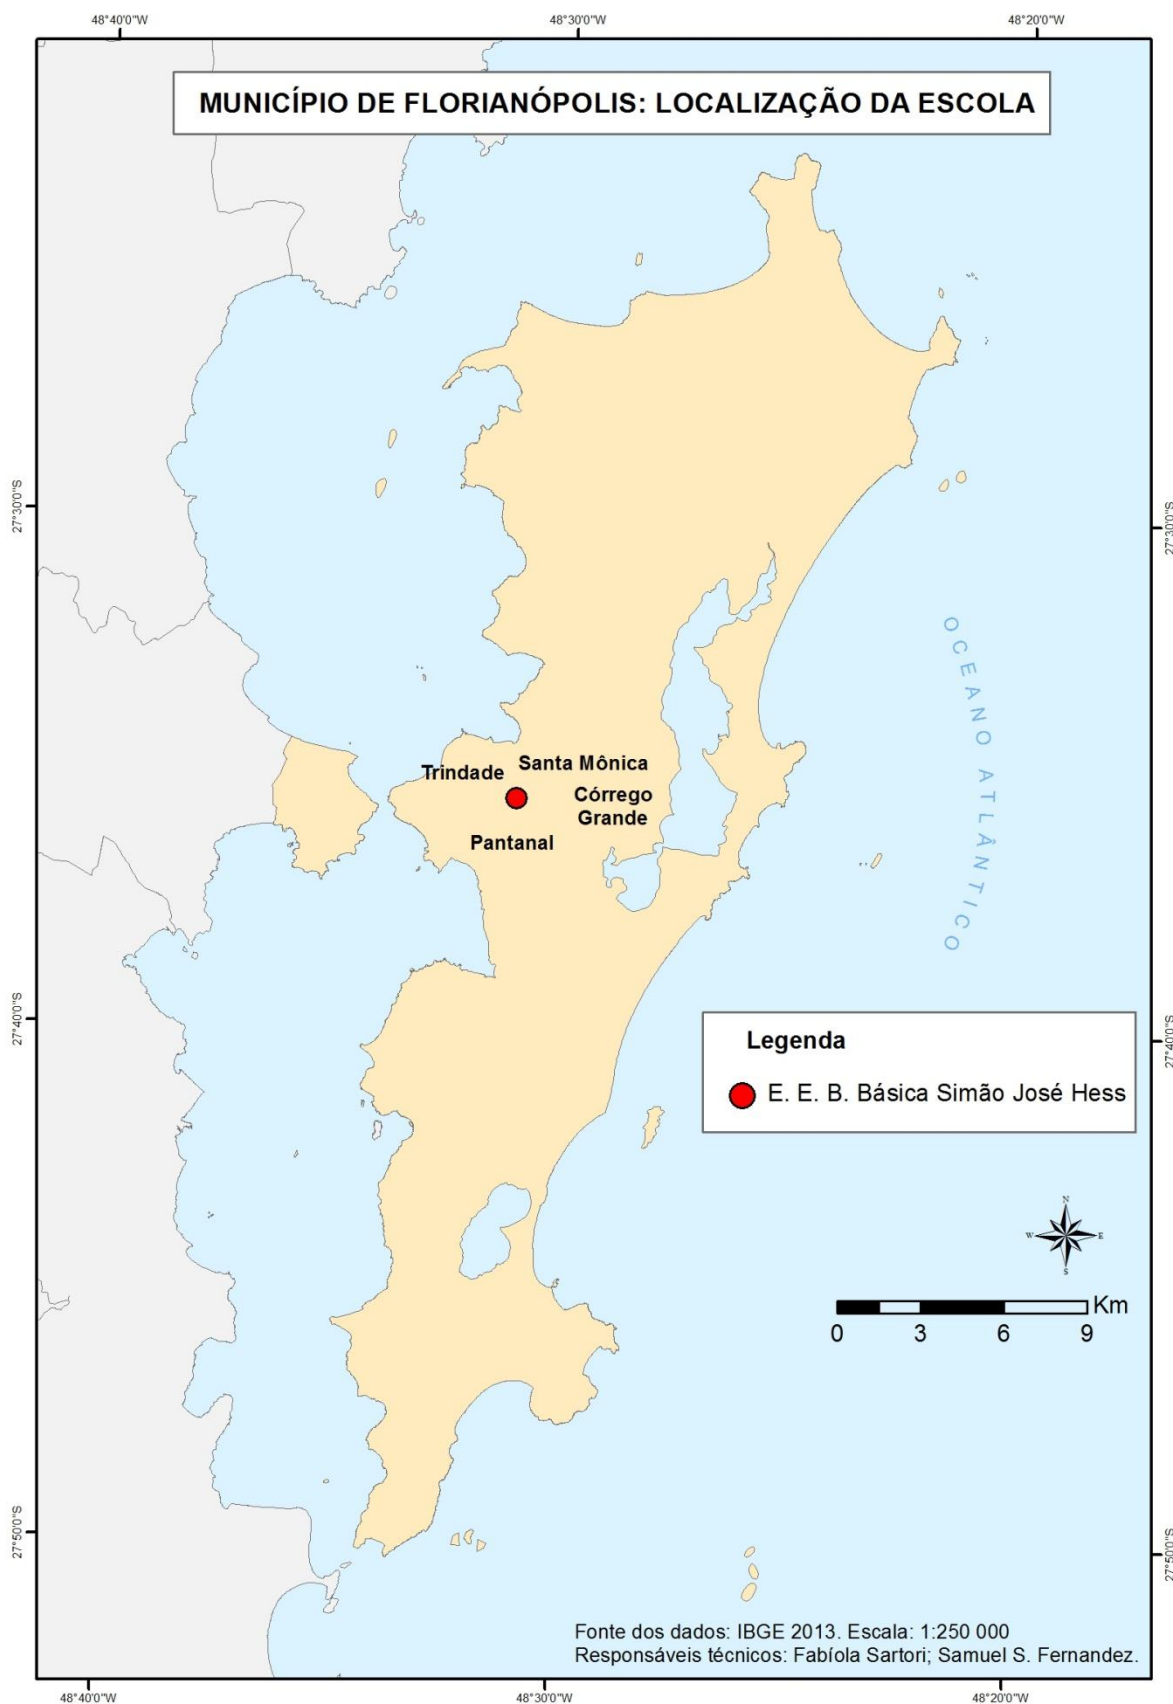 48°40'0"W
48°30'0"W
48°20'0"W
MUNICÍPIO DE FLORIANÓPOLIS: LOCALIZAÇÃO DA ESCOLA
27°30'0"S
27°30'0"S
OCEANO ATLÂNTICO
Trindade
Santa Mônica
Córrego
Grande
Pantanal
27°40'0"S
27°40'0"S
Legenda
E. E. B. Básica Simão José Hess
N
W
E
S
Km
0 3 6 9
27°50'0"S
27°50'0"S
Fonte dos dados: IBGE 2013. Escala: 1:250 000
Responsáveis técnicos: Fabíola Sartori; Samuel S. Fernandez.
48°40'0"W
48°30'0"W
48°20'0"W